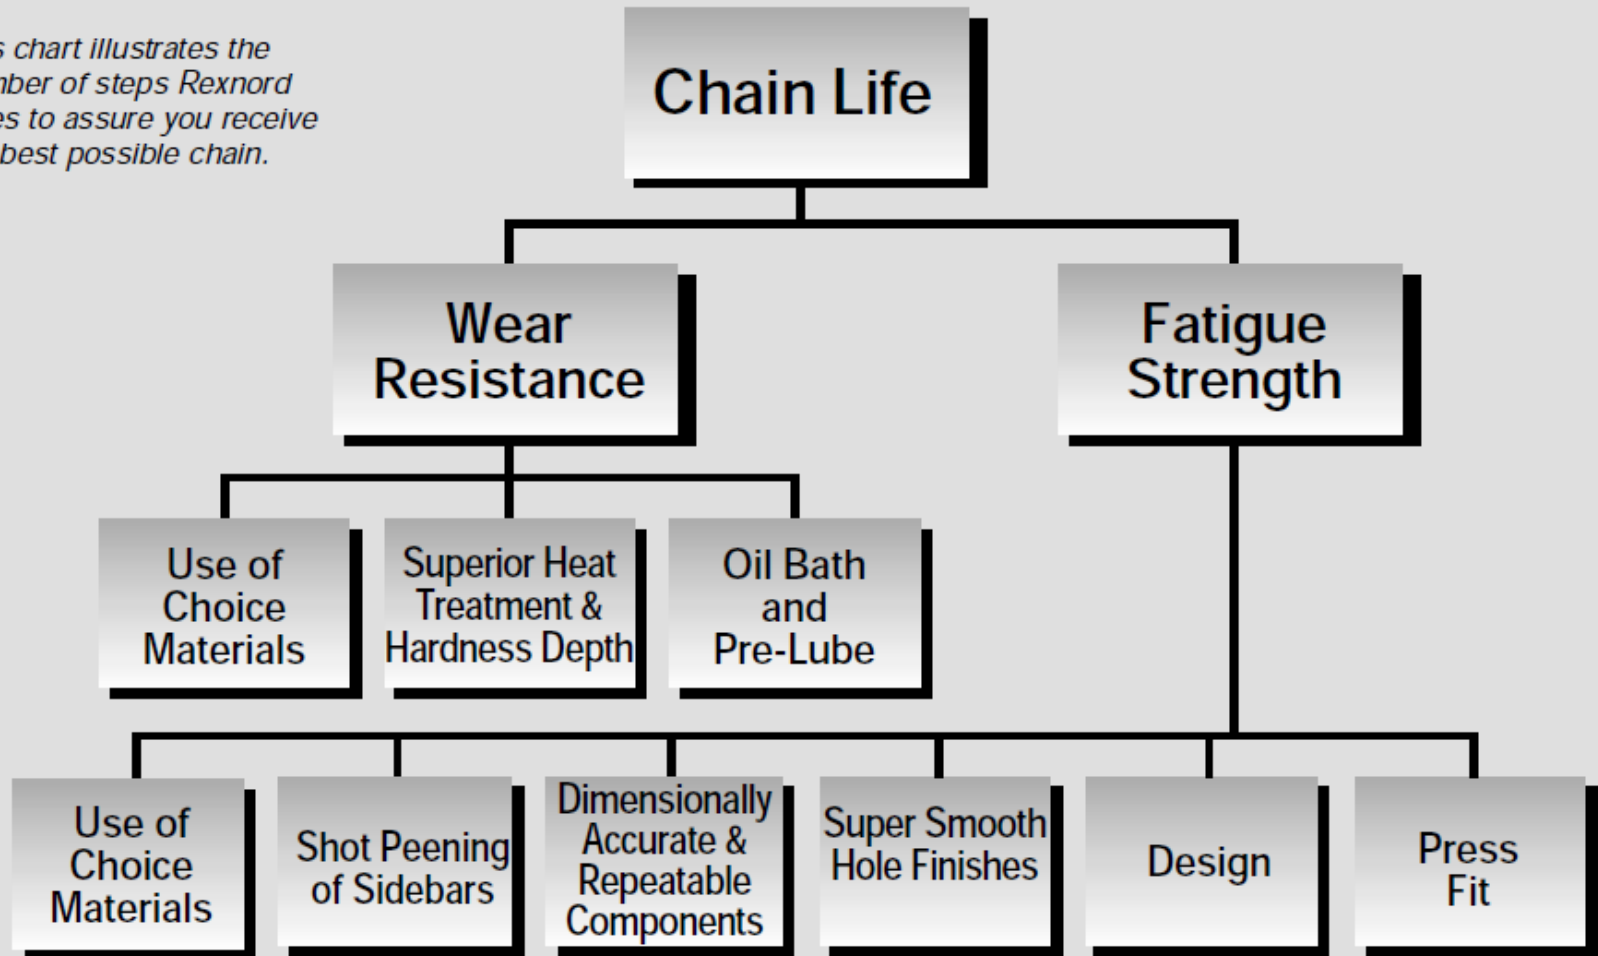 s chart illustrates the
mber of steps Rexnord
es to assure you receive
best possible chain.
Chain Life
Wear
Resistance
Fatigue
Strength
Use of
Choice
Materials
Superior Heat
Treatment &
Hardness Depth
Oil Bath
and
Pre-Lube
Use of
Choice
Materials
Shot Peening
of Sidebars
Dimensionally
Accurate &
Repeatable
Components
Super Smooth
Hole Finishes
Design
Press
Fit